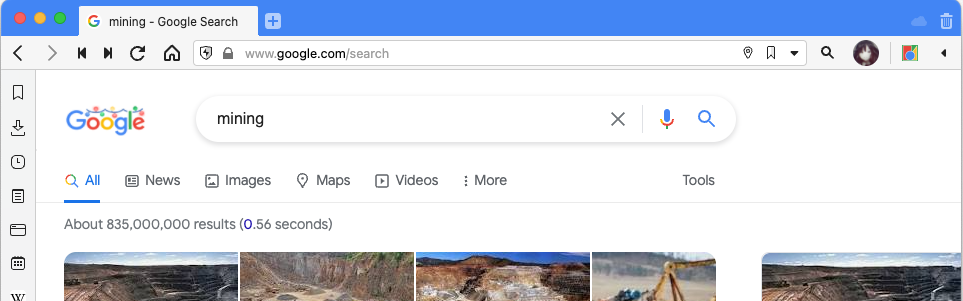 mining - Google Search
www.google.com/search
Google
mining
All News Images Maps Videos More Tools
About 835,000,000 results (0.56 seconds)
W